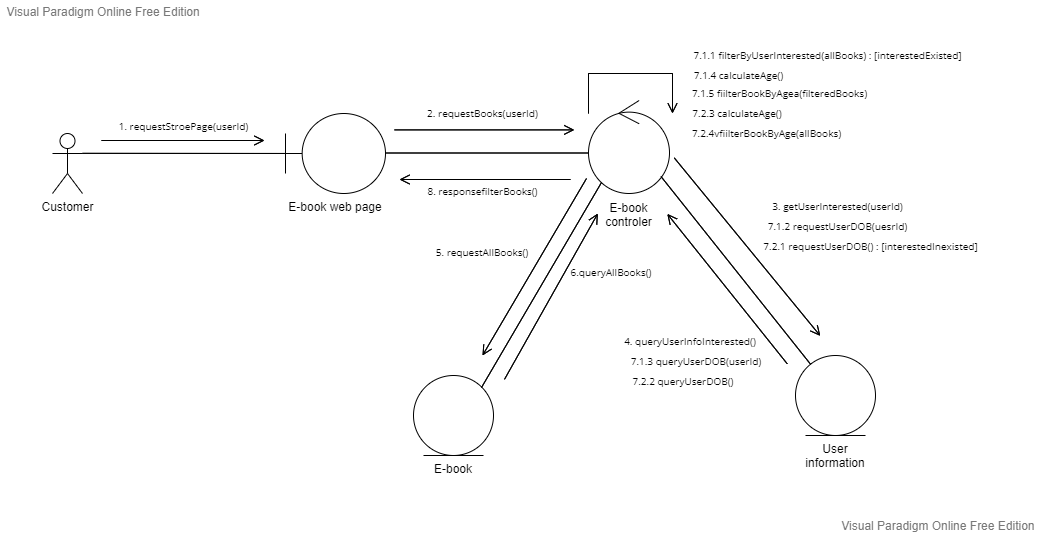 Visual Paradigm Online Free Edition
7.1.1 filterByUserInterested(allBooks) : [interestedExisted]
7.1.4 calculateAge()
7.1.5 fiilterBookByAgea(filteredBooks)
7.2.3 calculateAge()
7.2.4vfiilterBookByAge(allBooks)
1. requestStroePage(userId)
2. requestBooks(userId)
8. responsefilterBooks()
Customer
E-book web page
E-book
controler
3. getUserInterested(userId)
7.1.2 requestUserDOB(uesrId)
7.2.1 requestUserDOB() : [interestedInexisted]
5. requestAllBooks()
6.queryAllBooks()
4. queryUserInfoInterested()
7.1.3 queryUserDOB(userId)
7.2.2 queryUserDOB()
E-book
User
information
Visual Paradigm Online Free Edition